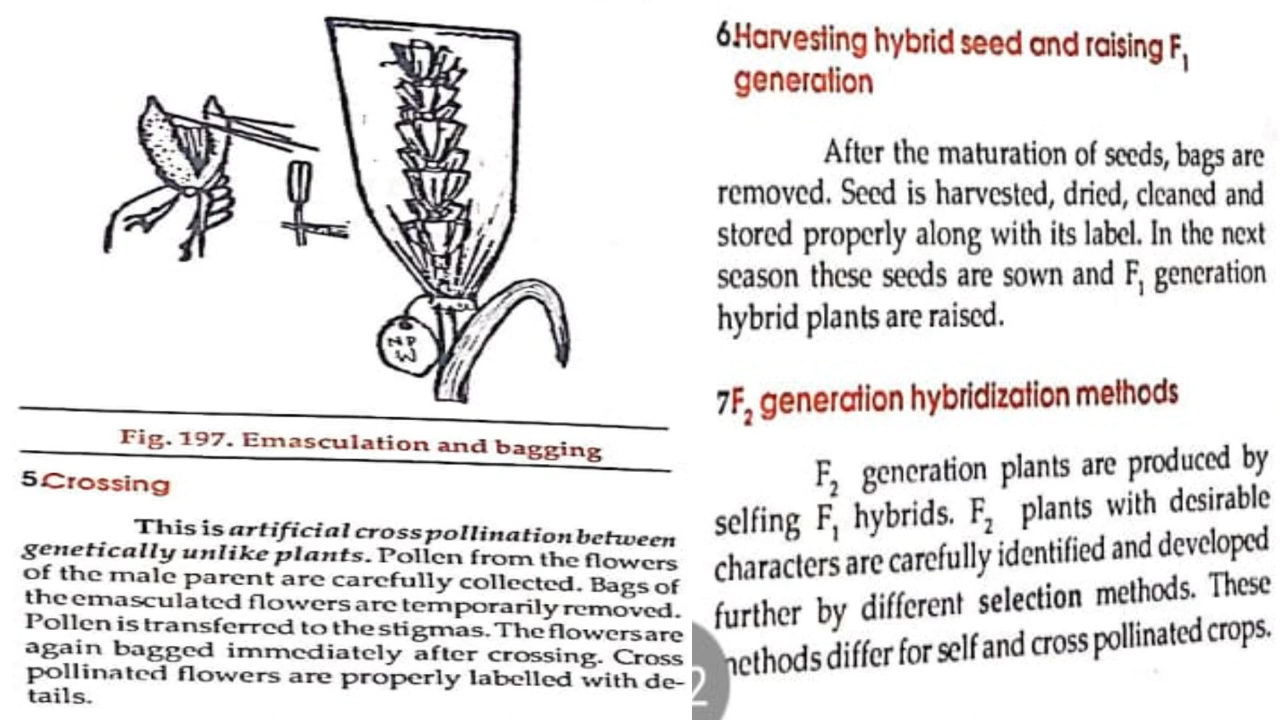 NP
W
Fig. 197. Emasculation and bagging
5.Crossing
This is artificial cross pollination between
genetically unlike plants. Pollen from the flowers
of the male parent are carefully collected. Bags of
the emasculated flowers are temporarily removed.
Pollen is transferred to the stigmas. The flowers are
again bagged immediately after crossing. Cross
pollinated flowers are properly labelled with de-
tails.
6.Harvesting hybrid seed and raising F₁
generation
After the maturation of seeds, bags are
removed. Seed is harvested, dried, cleaned and
stored properly along with its label. In the next
season these seeds are sown and F₁ generation
hybrid plants are raised.
7F₂ generation hybridization methods
F₂ generation plants are produced by
selfing F₁ hybrids. F₂ plants with desirable
characters are carefully identified and developed
further by different selection methods. These
methods differ for self and cross pollinated crops.
2